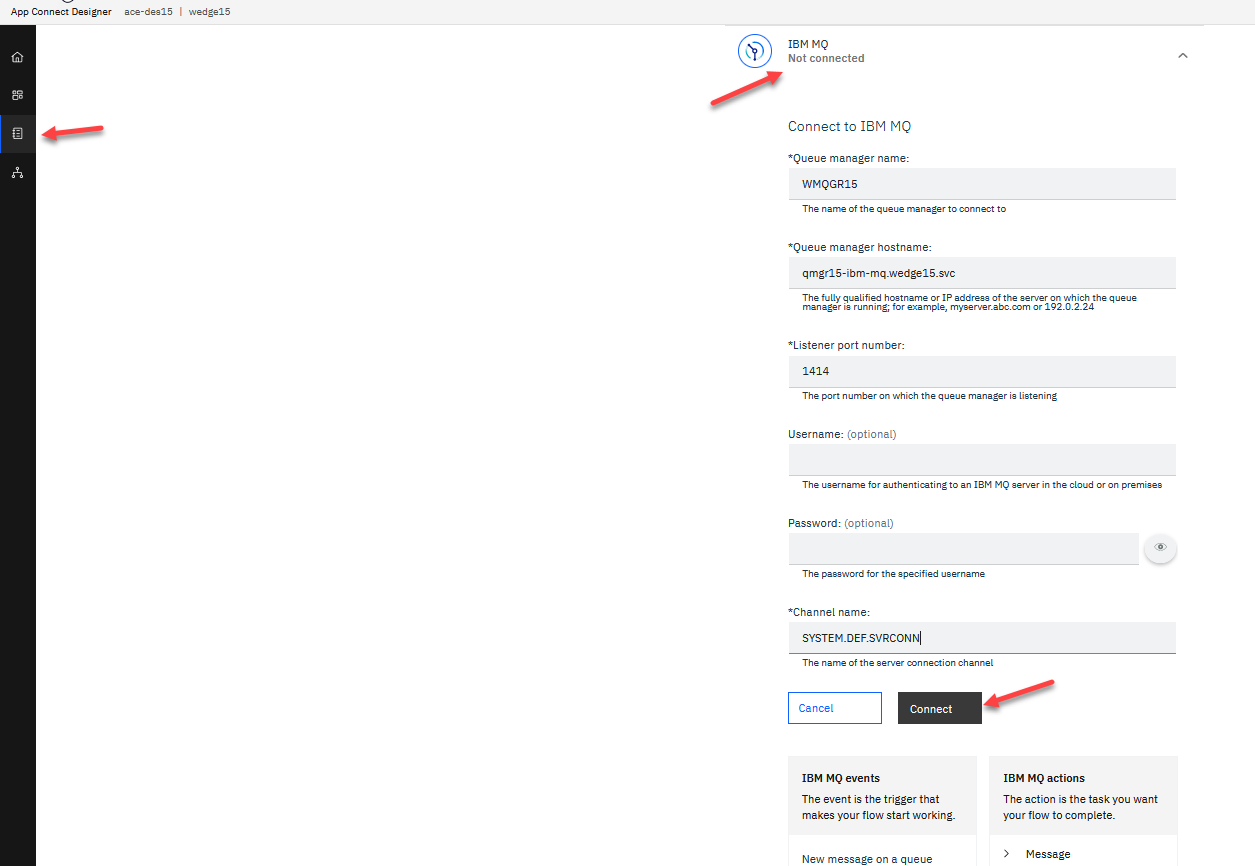 App Connect Designer ace-des15 | wedge15
IBM MQ
Not connected
Connect to IBM MQ
*Queue manager name:
WMQGR15
The name of the queue manager to connect to
*Queue manager hostname:
qmgr15-ibm-mq.wedge15.svc
The fully qualified hostname or IP address of the server on which the queue
manager is running; for example, myserver.abc.com or 192.0.2.24
*Listener port number:
1414
The port number on which the queue manager is listening
Username: (optional)
The username for authenticating to an IBM MQ server in the cloud or on premises
Password: (optional)
The password for the specified username
*Channel name:
SYSTEM.DEF.SVRCONN
The name of the server connection channel
Cancel
Connect
IBM MQ events
The event is the trigger that
makes your flow start working.
New message on a queue
IBM MQ actions
The action is the task you want
your flow to complete.
Message